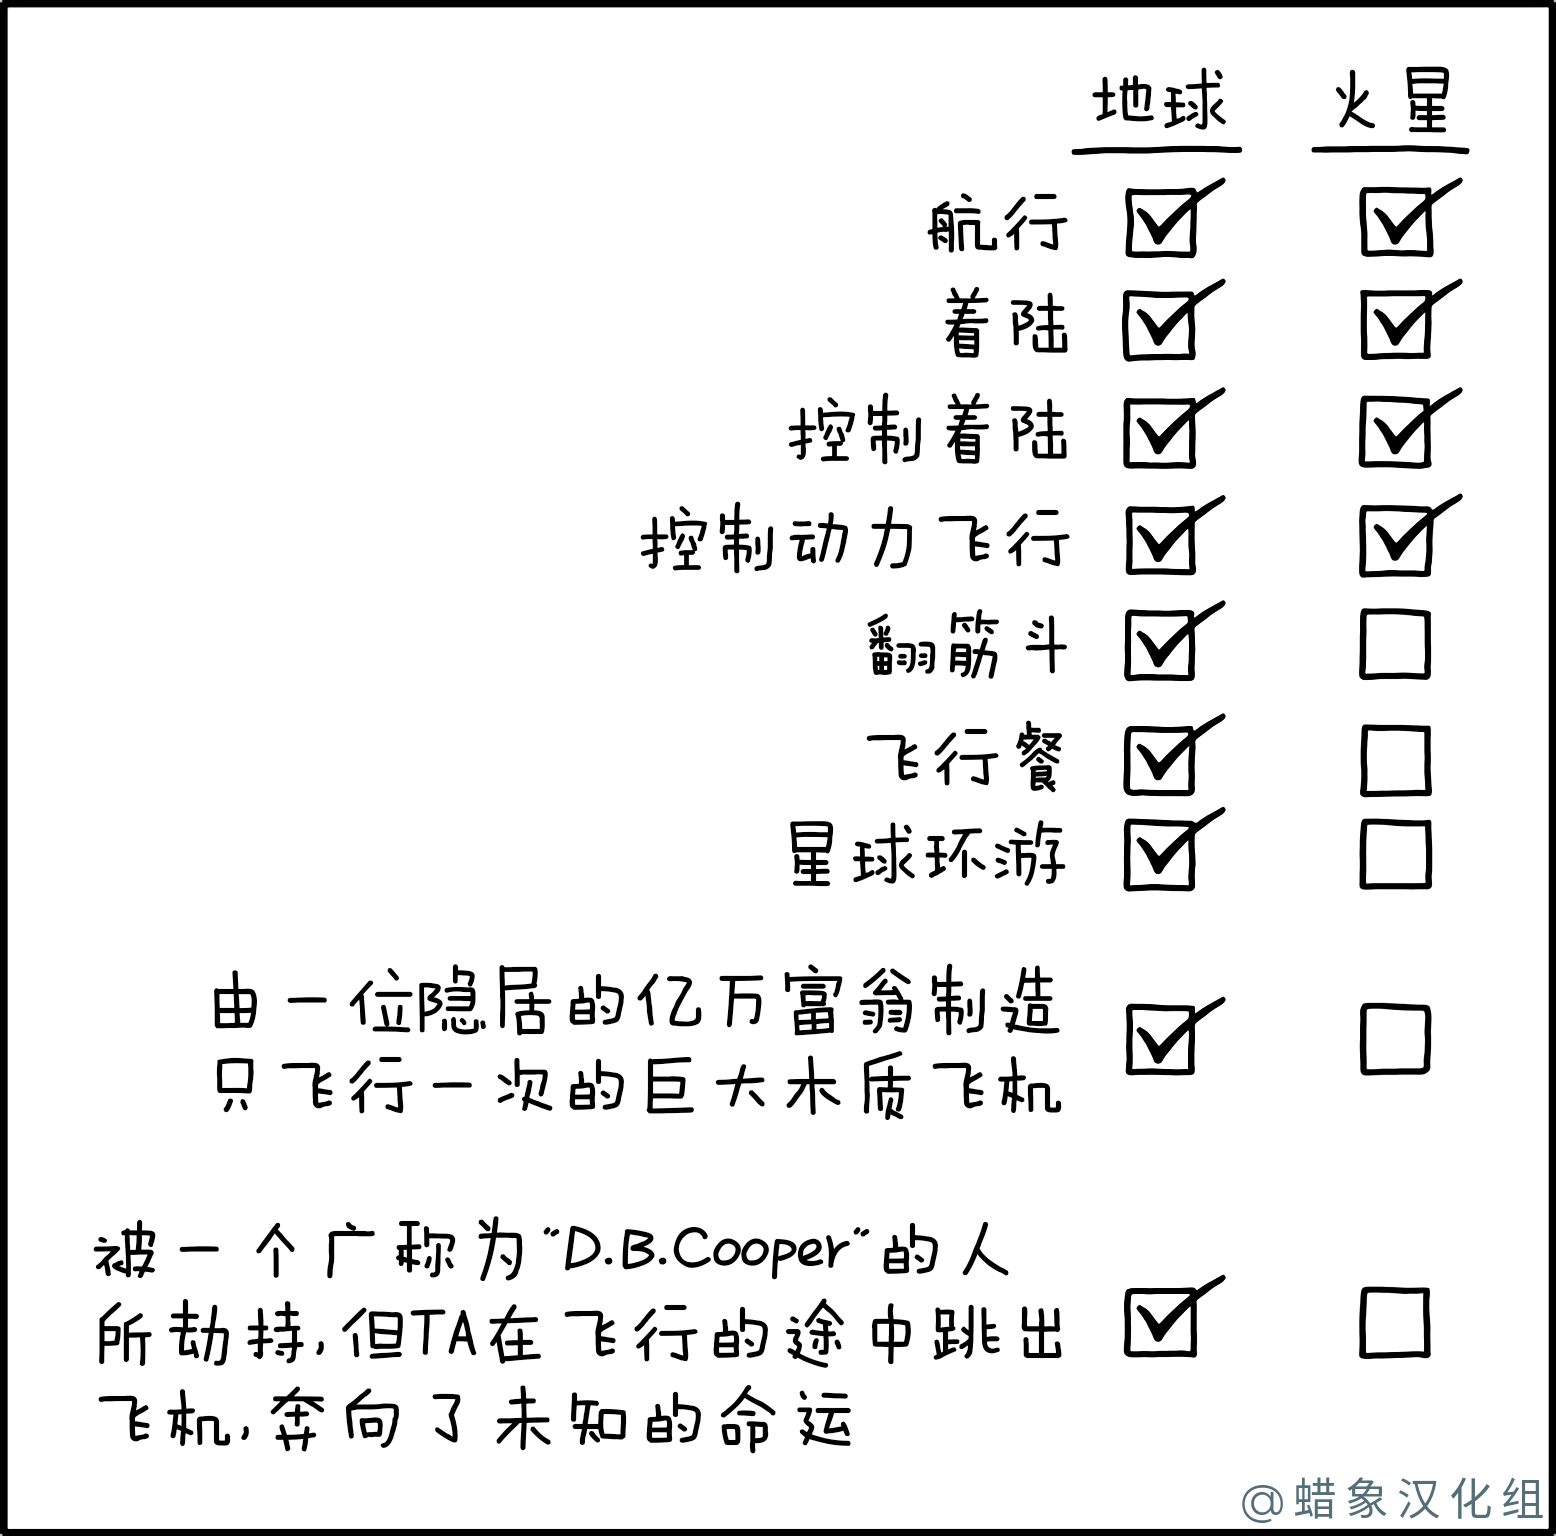 地球 火星
航行
着陆
控制着陆
控制动力飞行
翻筋斗
飞行餐
星球环游
由一位隐居的亿万富翁制造
只飞行一次的巨大木质飞机
被一个广称为"D.B.Cooper"的人
所劫持,但TA在飞行的途中跳出
飞机,奔向了未知的命运
@蜡象汉化组